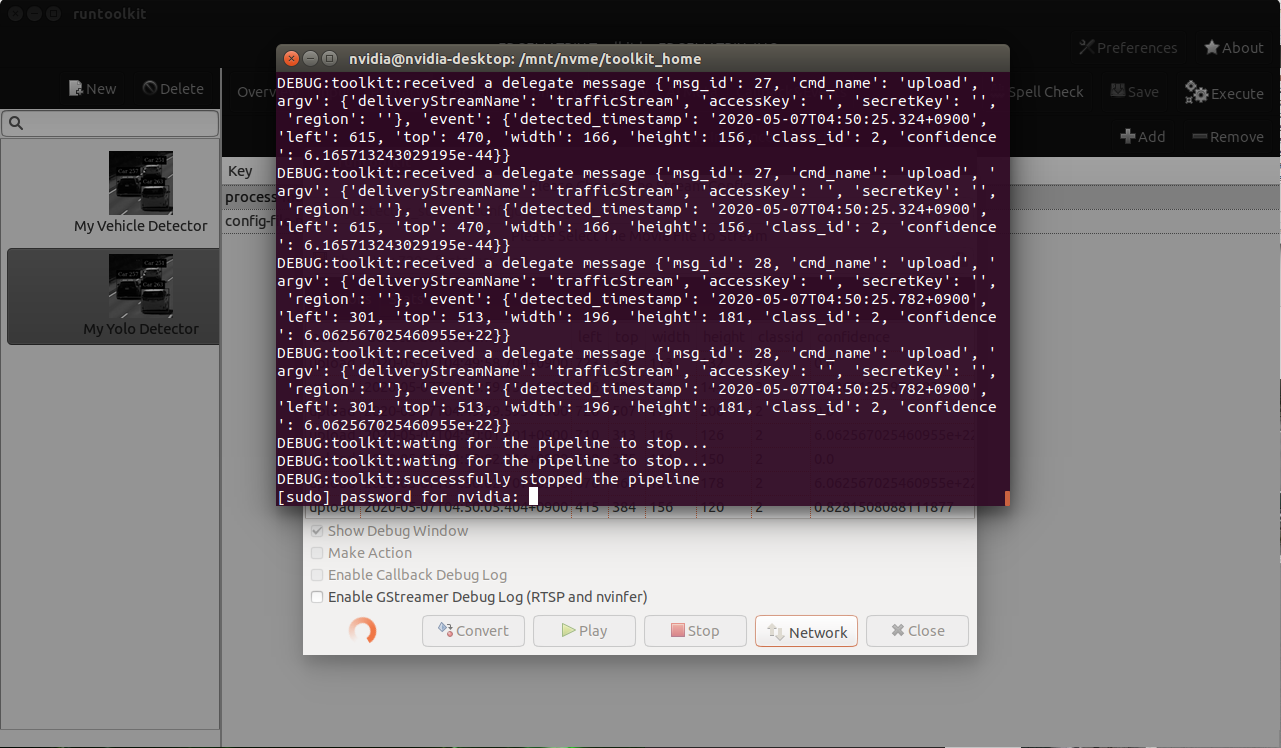 runtoolkit
Preferences
About
New
Delete
Spell Check
Save
Execute
Add
Remove
Key
process
config-f
My Vehicle Detector
My Yolo Detector
nvidia@nvidia-desktop: /mnt/nvme/toolkit_home
DEBUG:toolkit:received a delegate message {'msg_id': 27, 'cmd_name': 'upload', '
argv': {'deliveryStreamName': 'trafficStream', 'accessKey': '', 'secretKey': '',
 'region': ''}, 'event': {'detected_timestamp': '2020-05-07T04:50:25.324+0900',
'left': 615, 'top': 470, 'width': 166, 'height': 156, 'class_id': 2, 'confidence
': 6.165713243029195e-44}}
DEBUG:toolkit:received a delegate message {'msg_id': 27, 'cmd_name': 'upload', '
argv': {'deliveryStreamName': 'trafficStream', 'accessKey': '', 'secretKey': '',
 'region': ''}, 'event': {'detected_timestamp': '2020-05-07T04:50:25.324+0900',
'left': 615, 'top': 470, 'width': 166, 'height': 156, 'class_id': 2, 'confidence
': 6.165713243029195e-44}}
DEBUG:toolkit:received a delegate message {'msg_id': 28, 'cmd_name': 'upload', '
argv': {'deliveryStreamName': 'trafficStream', 'accessKey': '', 'secretKey': '',
 'region': ''}, 'event': {'detected_timestamp': '2020-05-07T04:50:25.782+0900',
'left': 301, 'top': 513, 'width': 196, 'height': 181, 'class_id': 2, 'confidence
': 6.062567025460955e+22}}
DEBUG:toolkit:received a delegate message {'msg_id': 28, 'cmd_name': 'upload', '
argv': {'deliveryStreamName': 'trafficStream', 'accessKey': '', 'secretKey': '',
 'region': ''}, 'event': {'detected_timestamp': '2020-05-07T04:50:25.782+0900',
'left': 301, 'top': 513, 'width': 196, 'height': 181, 'class_id': 2, 'confidence
': 6.062567025460955e+22}}
DEBUG:toolkit:wating for the pipeline to stop...
DEBUG:toolkit:wating for the pipeline to stop...
DEBUG:toolkit:successfully stopped the pipeline
[sudo] password for nvidia:
upload 2020-05-07T04:50:05.404+0900 415 384 156 120 2 0.8281508088111877
Show Debug Window
Make Action
Enable Callback Debug Log
Enable GStreamer Debug Log (RTSP and nvinfer)
Convert
Play
Stop
Network
Close